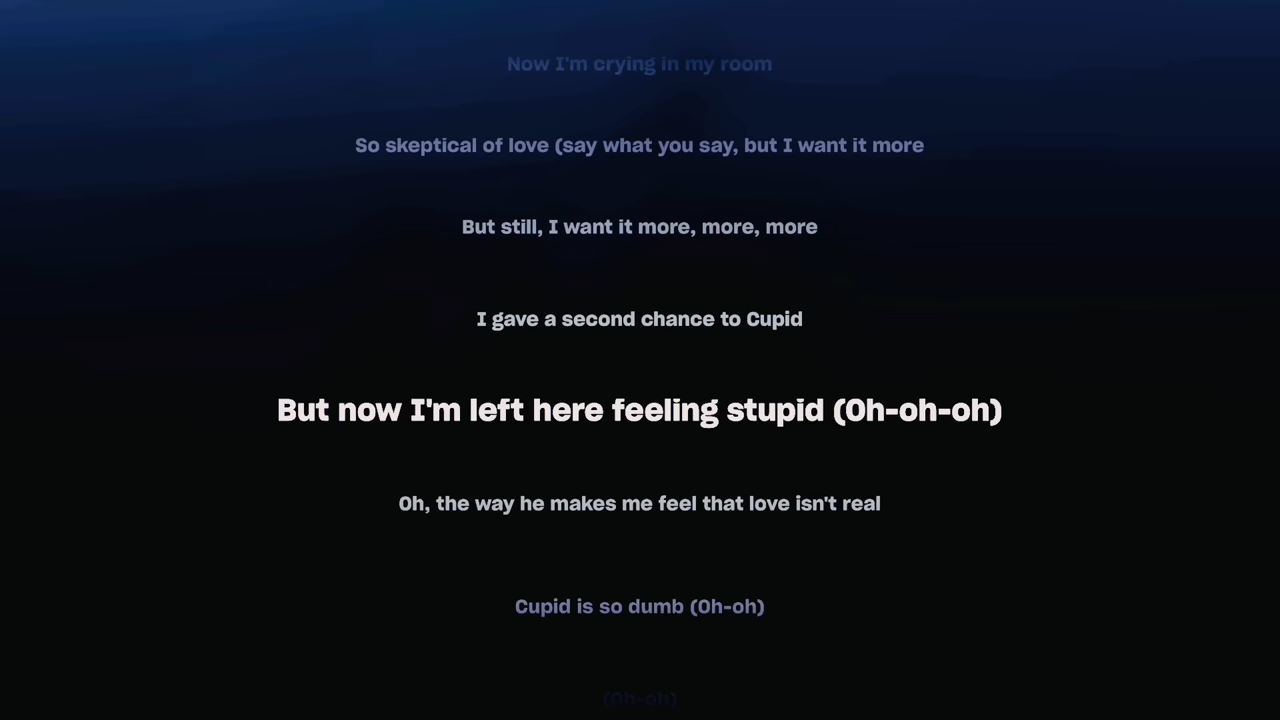 Now I'm crying in my room
So skeptical of love (say what you say, but I want it more
But still, I want it more, more, more
I gave a second chance to Cupid
But now I'm left here feeling stupid (Oh-oh-oh)
Oh, the way he makes me feel that love isn't real
Cupid is so dumb (Oh-oh)
(Oh-oh)